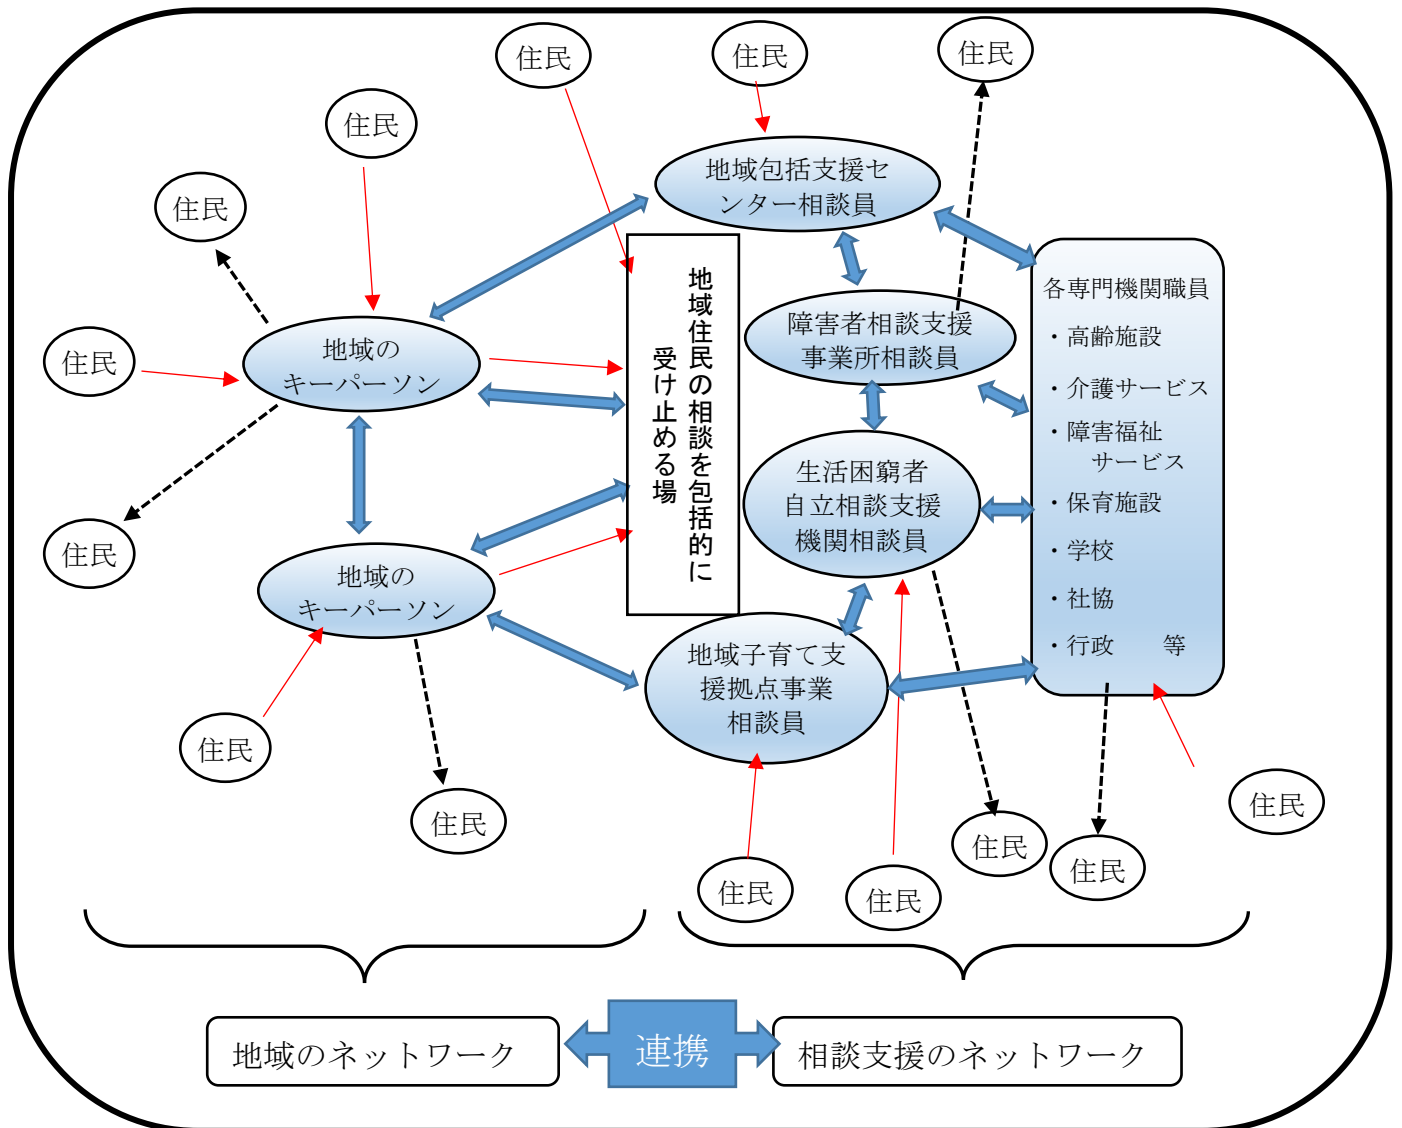 住民
住民
住民
住民
住民
地域包括支援セ
ンター相談員
地域住民の相談を包括的に
受け止める場
各専門機関職員
・高齢施設
・介護サービス
・障害福祉
サービス
・保育施設
・学校
・社協
・行政　　等
障害者相談支援
事業所相談員
住民
地域の
キーパーソン
生活困窮者
自立相談支援
機関相談員
住民
地域の
キーパーソン
地域子育て支
援拠点事業
相談員
住民
住民
住民
住民
住民
住民
住民
地域のネットワーク
連携
相談支援のネットワーク